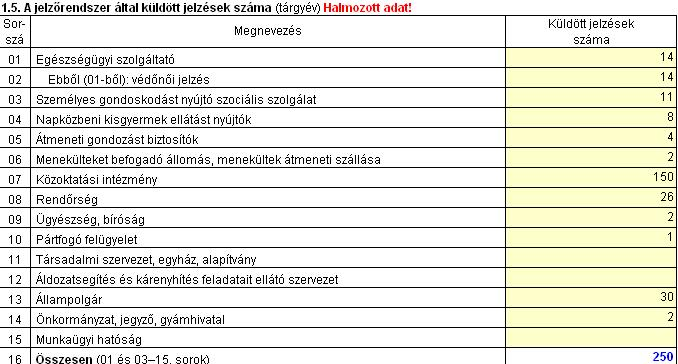 1.5. A jelzőrendszer által küldött jelzések száma (tárgyév) Halmozott adat!
Sor-
szá
Megnevezés
Küldött jelzések
száma
01 Egészségügyi szolgáltató 14
02 Ebből (01-ből): védőnői jelzés 14
03 Személyes gondoskodást nyújtó szociális szolgálat 11
04 Napközbeni kisgyermek ellátást nyújtók 8
05 Átmeneti gondozást biztosítók 4
06 Menekülteket befogadó állomás, menekültek átmeneti szállása 2
07 Közoktatási intézmény 150
08 Rendőrség 26
09 Ügyészség, bíróság 2
10 Pártfogó felügyelet 1
11 Társadalmi szervezet, egyház, alapítvány
12 Áldozatsegítés és kárenyhítés feladatait ellátó szervezet
13 Állampolgár 30
14 Önkormányzat, jegyző, gyámhivatal 2
15 Munkaügyi hatóság
16 Összesen (01 és 03–15. sorok) 250